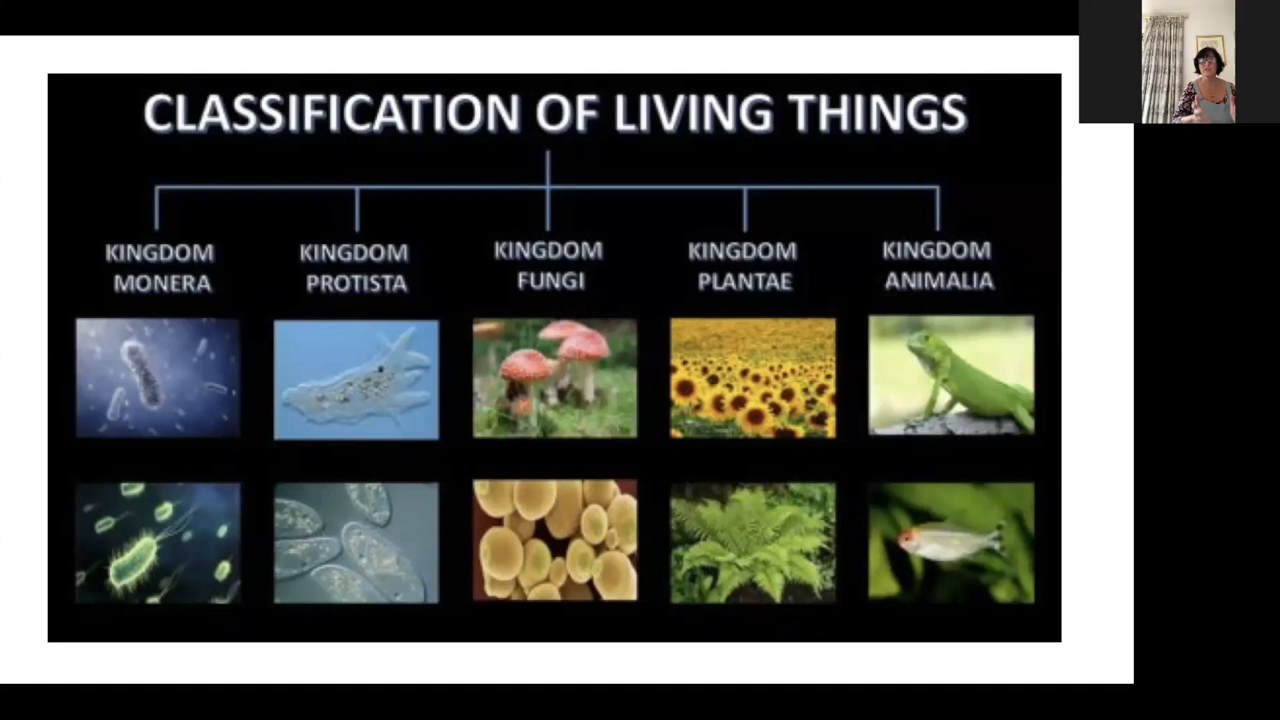 CLASSIFICATION OF LIVING THINGS
KINGDOM
MONERA
KINGDOM
PROTISTA
KINGDOM
FUNGI
KINGDOM
PLANTAE
KINGDOM
ANIMALIA